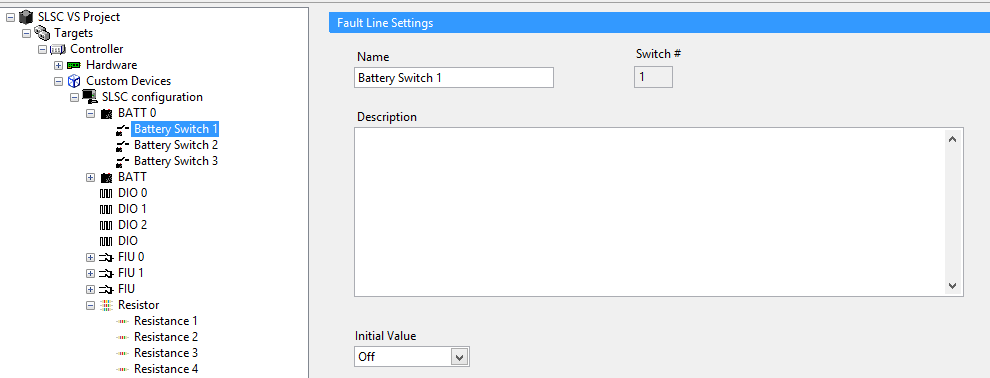 SLSC VS Project
Targets
Controller
Hardware
Custom Devices
SLSC configuration
BATT 0
Battery Switch 1
Battery Switch 2
Battery Switch 3
BATT
DIO 0
DIO 1
DIO 2
DIO
FIU 0
FIU 1
FIU
Resistor
Resistance 1
Resistance 2
Resistance 3
Resistance 4
Fault Line Settings
Name
Switch #
Battery Switch 1
1
Description
Initial Value
Off